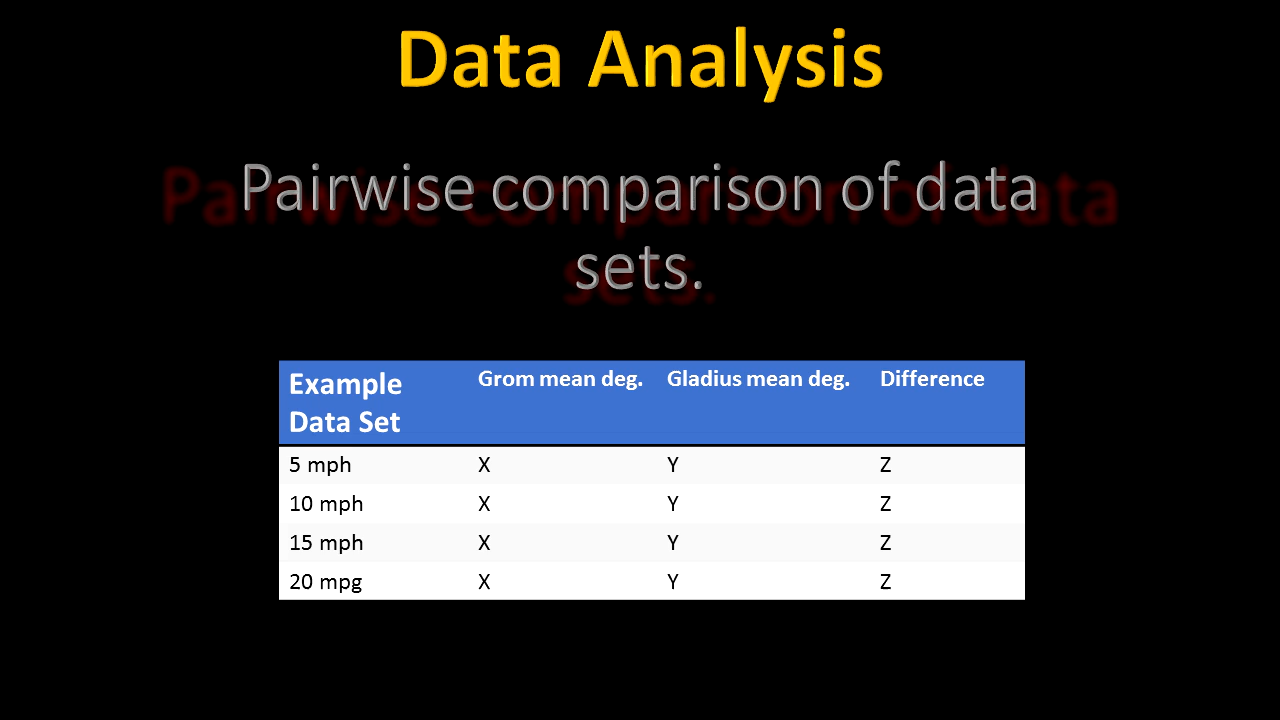 Data Analysis
Pairwise comparison of data
sets.
Example Data Set Grom mean deg. Gladius mean deg. Difference
5 mph X Y Z
10 mph X Y Z
15 mph X Y Z
20 mpg X Y Z